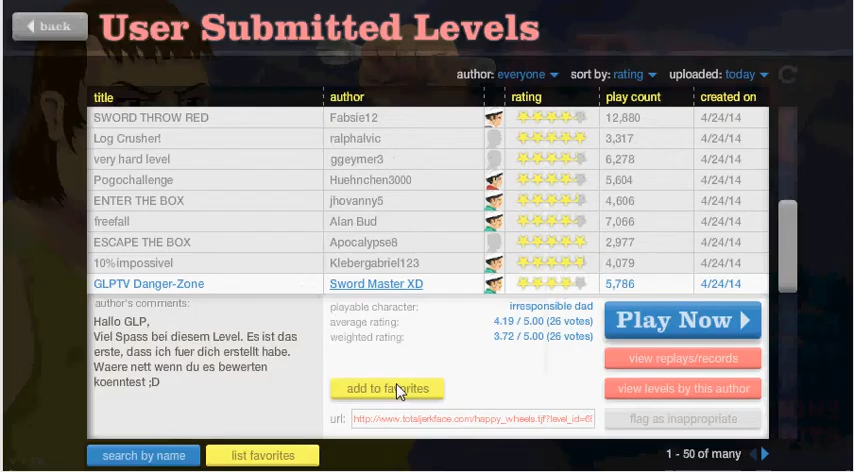 back
User Submitted Levels
author: everyone sort by: rating uploaded: today
title author rating play count created on
SWORD THROW RED Fabsie12 12,880 4/24/14
Log Crusher! ralphalvic 3,317 4/24/14
very hard level ggeymer3 6,278 4/24/14
Pogochallenge Huehnchen3000 5,604 4/24/14
ENTER THE BOX jhovanny5 4,606 4/24/14
freefall Alan Bud 7,066 4/24/14
ESCAPE THE BOX Apocalypse8 2,977 4/24/14
10%impossivel Klebergabriel123 4,079 4/24/14
GLPTV Danger-Zone Sword Master XD 5,786 4/24/14
author's comments:
Hallo GLP,
Viel Spass bei diesem Level. Es ist das
erste, dass ich fuer dich erstellt habe.
Waere nett wenn du es bewerten
koenntest ;D
playable character: irresponsible dad
average rating: 4.19 / 5.00 (26 votes)
weighted rating: 3.72 / 5.00 (26 votes)
add to favorites
url: http://www.totaljerkface.com/happy_wheels.tjf?level_id=6
Play Now
view replays/records
view levels by this author
flag as inappropriate
search by name list favorites 1 - 50 of many